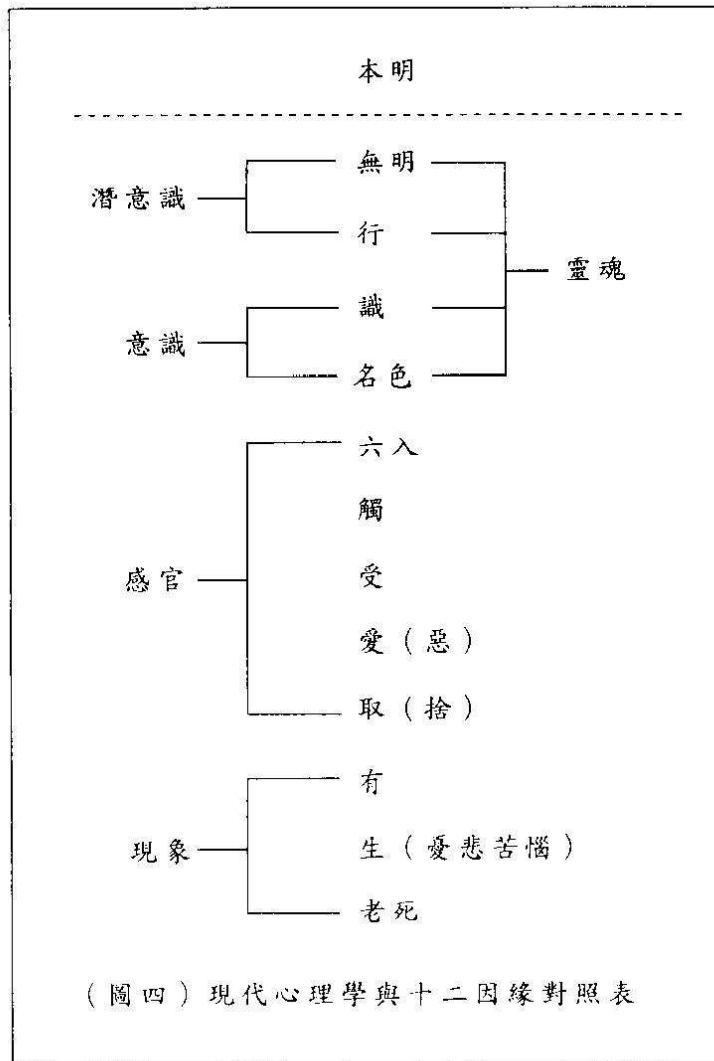 本明
無明
潛意識
行
靈魂
識
意識
名色
六入
觸
受
感官
愛(惡)
取(捨)
有
現象
生(憂悲苦惱)
老死
(圖四)現代心理學與十二因緣對照表